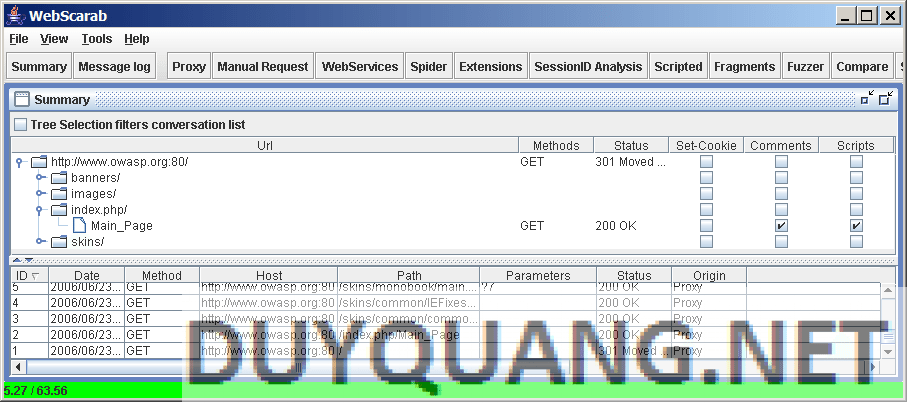 WebScarab
File View Tools Help
Summary Message log Proxy Manual Request WebServices Spider Extensions SessionID Analysis Scripted Fragments Fuzzer Compare
Summary
Tree Selection filters conversation list
Url Methods Status Set-Cookie Comments Scripts
http://www.owasp.org:80/ GET 301 Moved ...
banners/
images/
index.php/
Main_Page GET 200 OK
skins/
ID Date Method Host Path Parameters Status Origin
5 2006/06/23... GET http://www.owasp.org:80 /skins/monobook/main... ?7 200 OK Proxy
4 2006/06/23... GET http://www.owasp.org:80 /skins/common/IEFixes... 200 OK Proxy
3 2006/06/23... GET http://www.owasp.org:80 /skins/common/commo... 200 OK Proxy
2 2006/06/23... GET http://www.owasp.org:80 /index.php/Main_Page 200 OK Proxy
1 2006/06/23... GET http://www.owasp.org:80 / 301 Moved ... Proxy
DUYQUANG.NET
5.27 / 63.56